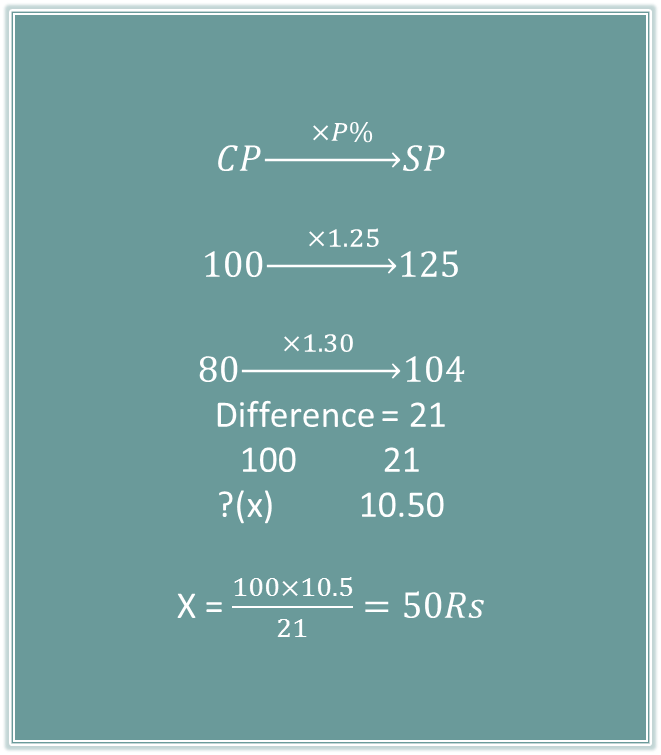 CP ×P%→ SP
100 ×1.25→ 125
80 ×1.30→ 104
Difference = 21
100 21
?(x) 10.50
X = 100×10.5/21 = 50Rs